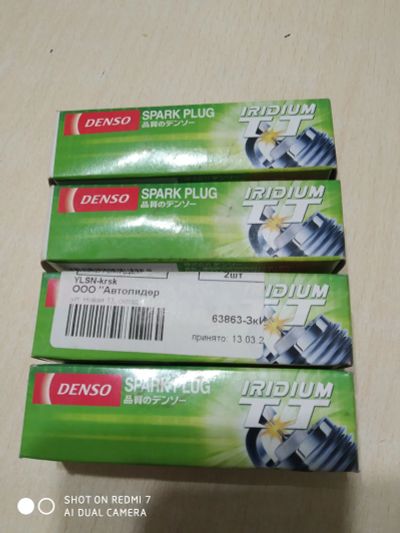 DENSO
SPARK PLUG
品質のデンソー
IRIDIUM
TT
DENSO
SPARK PLUG
品質のデンソー
IRIDIUM
TT
2шт
YLSN-krsk
ООО "Автолидер
63863-ЗкИ
принято: 13.03.2
IDIUM
T
DENSO
SPARK PLUG
品質のデンソー
IRIDIUM
TT
SHOT ON REDMI 7
AI DUAL CAMERA